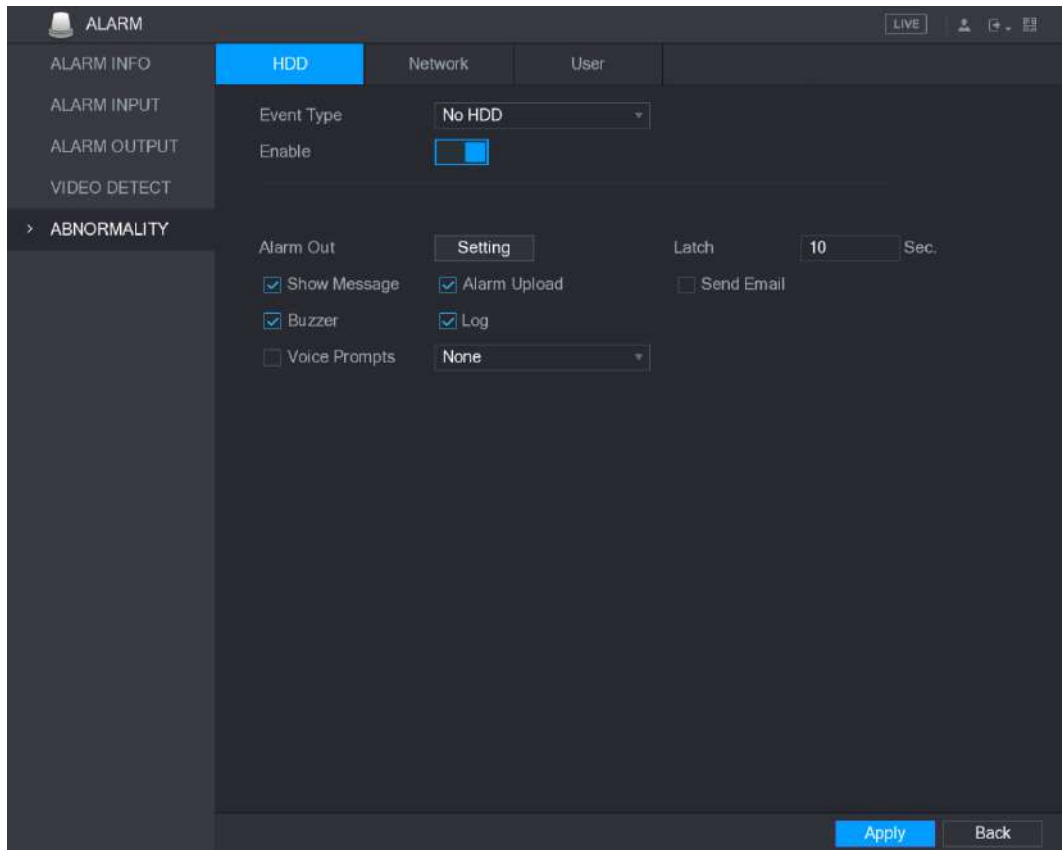 ALARM
LIVE
ALARM INFO
ALARM INPUT
ALARM OUTPUT
VIDEO DETECT
> ABNORMALITY
HDD Network User
Event Type No HDD
Enable
Alarm Out Setting Latch 10 Sec.
Show Message Alarm Upload Send Email
Buzzer Log
Voice Prompts None
Apply Back